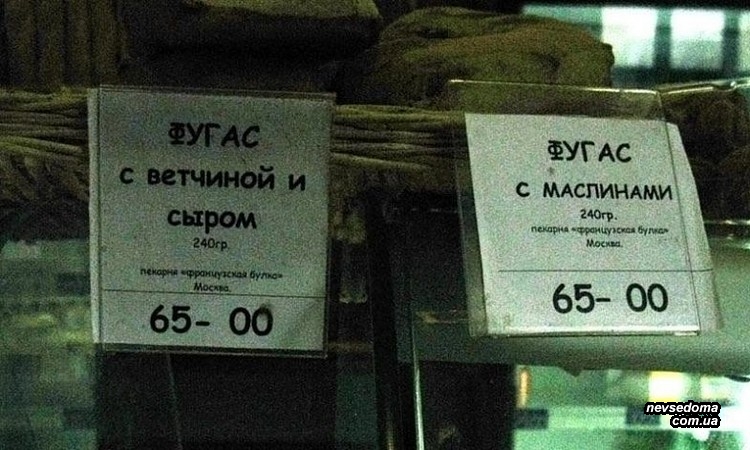 ФУГАС
с ветчиной и
сыром
240гр.
пекарня «французская булка»
Москва.
65- 00
ФУГАС
с маслинами
240гр.
пекарня «французская булка»
Москва.
65- 00
nevsedoma
com.ua